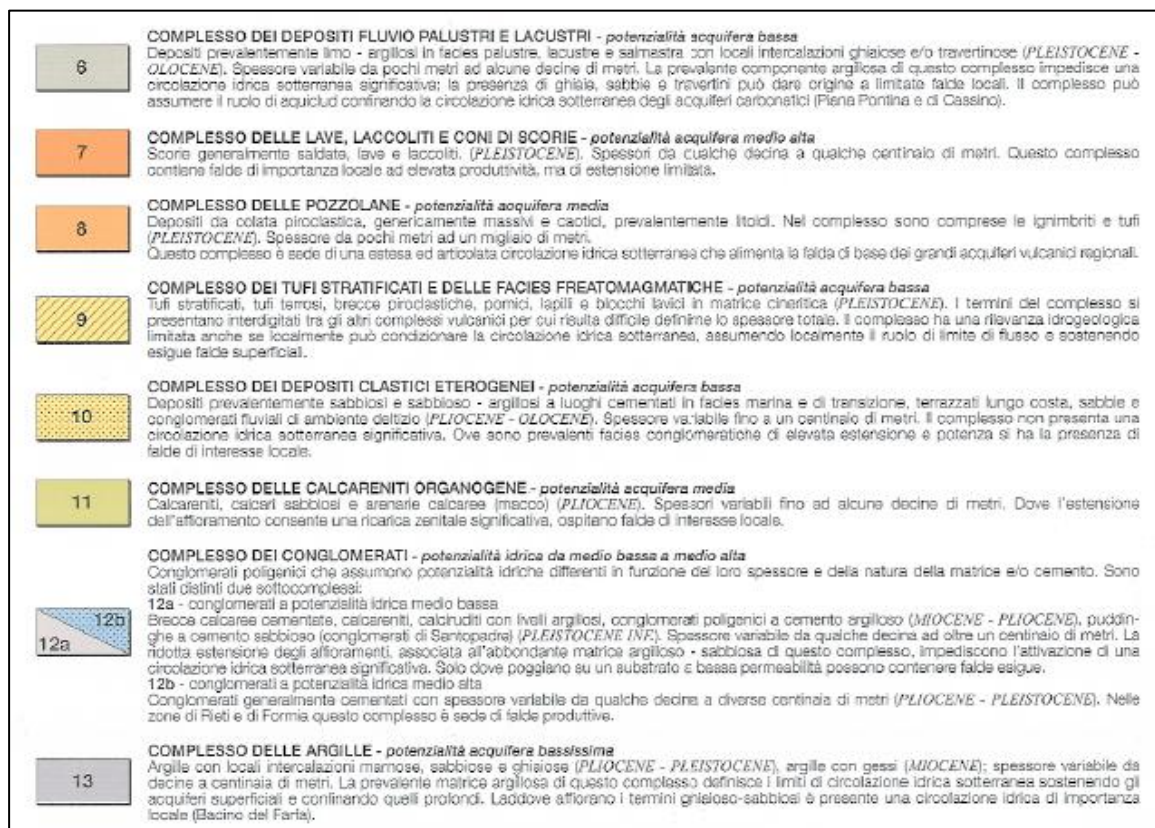 6
COMPLESSO DEI DEPOSITI FLUVIO PALUSTRI E LACUSTRI - potenzialità acquifera bassa
Depositi prevalentemente limo - argillosi in facies palustre, lacustre e salmastra con locali intercalazioni ghiaiose e/o travertinose (PLEISTOCENE -
OLOCENE). Spessore variabile da pochi metri ad alcune decine di metri. La prevalente componente argillosa di questo complesso impedisce una
circolazione idrica sotterranea significativa; la presenza di ghiaie, sabbie e travertini può dare origine a limitate falde locali. Il complesso può
assumere il ruolo di aquiclud confinando la circolazione idrica sotterranea degli acquiferi carbonatici (Piana Pontina e di Cassino).
7
COMPLESSO DELLE LAVE, LACCOLITI E CONI DI SCORIE - potenzialità acquifera medio alta
Scorie generalmente saldate, lave e laccoliti. (PLEISTOCENE). Spessori da qualche decina a qualche centinaio di metri. Questo complesso
contiene falde di importanza locale ad elevata produttività, ma di estensione limitata.
8
COMPLESSO DELLE POZZOLANE - potenzialità acquifera media
Depositi da colata piroclastica, genericamente massivi e caotici, prevalentemente litoidi. Nel complesso sono comprese le ignimbriti e tufi
(PLEISTOCENE). Spessore da pochi metri ad un migliaio di metri.
Questo complesso è sede di una estesa ed articolata circolazione idrica sotterranea che alimenta la falda di base dei grandi acquiferi vulcanici regionali.
9
COMPLESSO DEI TUFI STRATIFICATI E DELLE FACIES FREATOMAGMATICHE - potenzialità acquifera bassa
Tufi stratificati, tufi terrosi, brecce piroclastiche, pomici, lapilli e blocchi lavici in matrice cineritica (PLEISTOCENE). I termini del complesso si
presentano interdigitati tra gli altri complessi vulcanici per cui risulta difficile definirne lo spessore totale. Il complesso ha una rilevanza idrogeologica
limitata anche se localmente può condizionare la circolazione idrica sotterranea, assumendo localmente il ruolo di limite di flusso e sostenendo
esigue falde superficiali.
10
COMPLESSO DEI DEPOSITI CLASTICI ETEROGENEI - potenzialità acquifera bassa
Depositi prevalentemente sabbiosi e sabbioso - argillosi a luoghi cementati in facies marina e di transizione, terrazzati lungo costa, sabbie e
conglomerati fluviali di ambiente deltizio (PLIOCENE - OLOCENE). Spessore variabile fino a un centinaio di metri. Il complesso non presenta una
circolazione idrica sotterranea significativa. Ove sono prevalenti facies conglomeratiche di elevata estensione e potenza si ha la presenza di
falde di interesse locale.
11
COMPLESSO DELLE CALCARENITI ORGANOGENE - potenzialità acquifera media
Calcareniti, calcari sabbiosi e arenarie calcaree (macco) (PLIOCENE). Spessori variabili fino ad alcune decine di metri. Dove l'estensione
dell'affioramento consente una ricarica zenitale significativa, ospitano falde di interesse locale.
12b
12a
COMPLESSO DEI CONGLOMERATI - potenzialità idrica da medio bassa a medio alta
Conglomerati poligenici che assumono potenzialità idriche differenti in funzione del loro spessore e della natura della matrice e/o cemento. Sono
stati distinti due sottocomplessi:
12a - conglomerati a potenzialità idrica medio bassa
Brecce calcaree cementate, calcareniti, calciruditi con livelli argillosi, conglomerati poligenici a cemento argilloso (MIOCENE - PLIOCENE), puddin-
ghe a cemento sabbioso (conglomerati di Santopadre) (PLEISTOCENE INF.). Spessore variabile da qualche decina ad oltre un centinaio di metri. La
ridotta estensione degli affioramenti, associata all'abbondante matrice argilloso - sabbiosa di questo complesso, impediscono l'attivazione di una
circolazione idrica sotterranea significativa. Solo dove poggiano su un substrato a bassa permeabilità possono contenere falde esigue.
12b - conglomerati a potenzialità idrica medio alta
Conglomerati generalmente cementati con spessore variabile da qualche decina a diverse centinaia di metri (PLIOCENE - PLEISTOCENE). Nelle
zone di Rieti e di Formia questo complesso è sede di falde produttive.
13
COMPLESSO DELLE ARGILLE - potenzialità acquifera bassissima
Argille con locali intercalazioni marnose, sabbiose e ghiaiose (PLIOCENE - PLEISTOCENE), argille con gessi (MIOCENE); spessore variabile da
decine a centinaia di metri. La prevalente matrice argillosa di questo complesso definisce i limiti di circolazione idrica sotterranea sostenendo gli
acquiferi superficiali e confinando quelli profondi. Laddove affiorano i termini ghiaioso-sabbiosi è presente una circolazione idrica di importanza
locale (Bacino del Farfa).